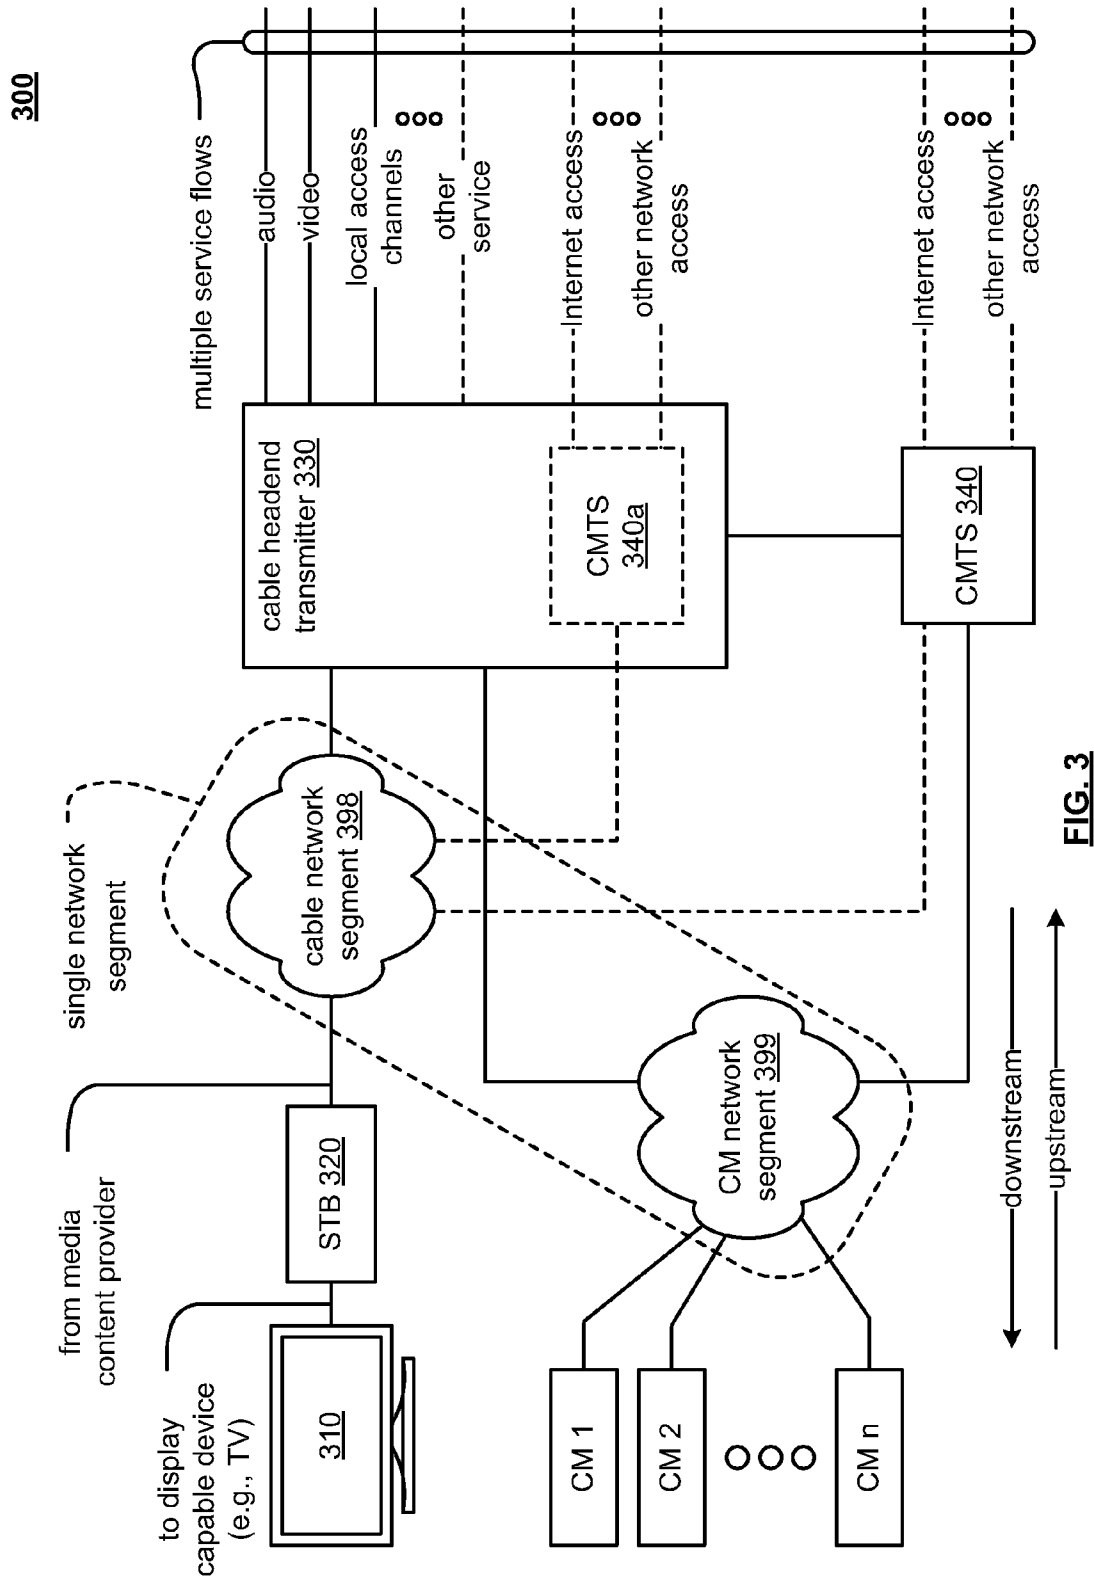 300
multiple service flows
audio
video
local access
channels
other
service
Internet access
other network
access
Internet access
other network
access
cable headend
transmitter 330
CMTS
340a
CMTS 340
single network
segment
cable network
segment 398
CM network
segment 399
from media
content provider
STB 320
to display
capable device
(e.g., TV)
310
CM 1
CM 2
CM n
downstream
upstream
FIG. 3